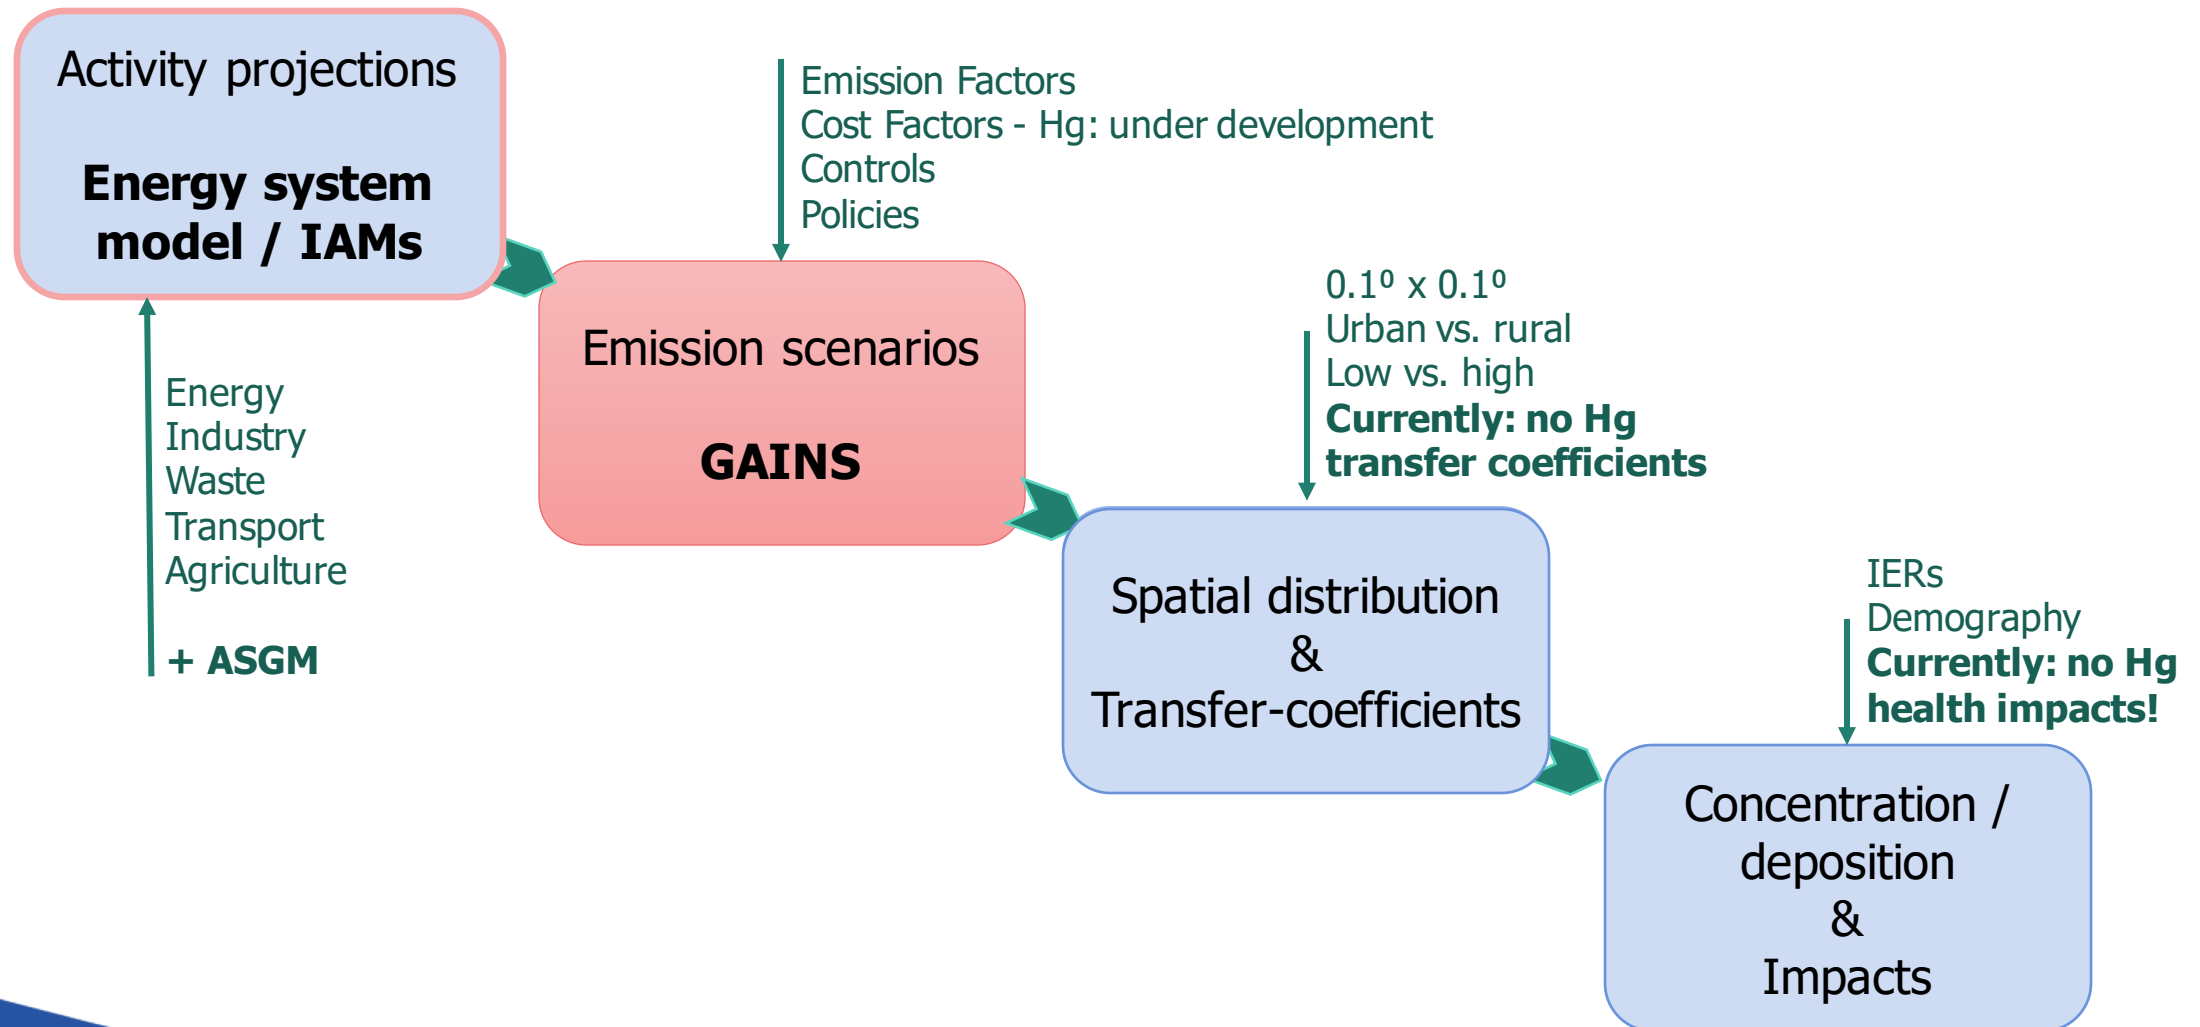 Activity projections
Energy system
model / IAMs
Energy
Industry
Waste
Transport
Agriculture
+ ASGM
Emission Factors
Cost Factors - Hg: under development
Controls
Policies
Emission scenarios
GAINS
0.1⁰ x 0.1⁰
Urban vs. rural
Low vs. high
Currently: no Hg
transfer coefficients
Spatial distribution
&
Transfer-coefficients
IERs
Demography
Currently: no Hg
health impacts!
Concentration /
deposition
&
Impacts